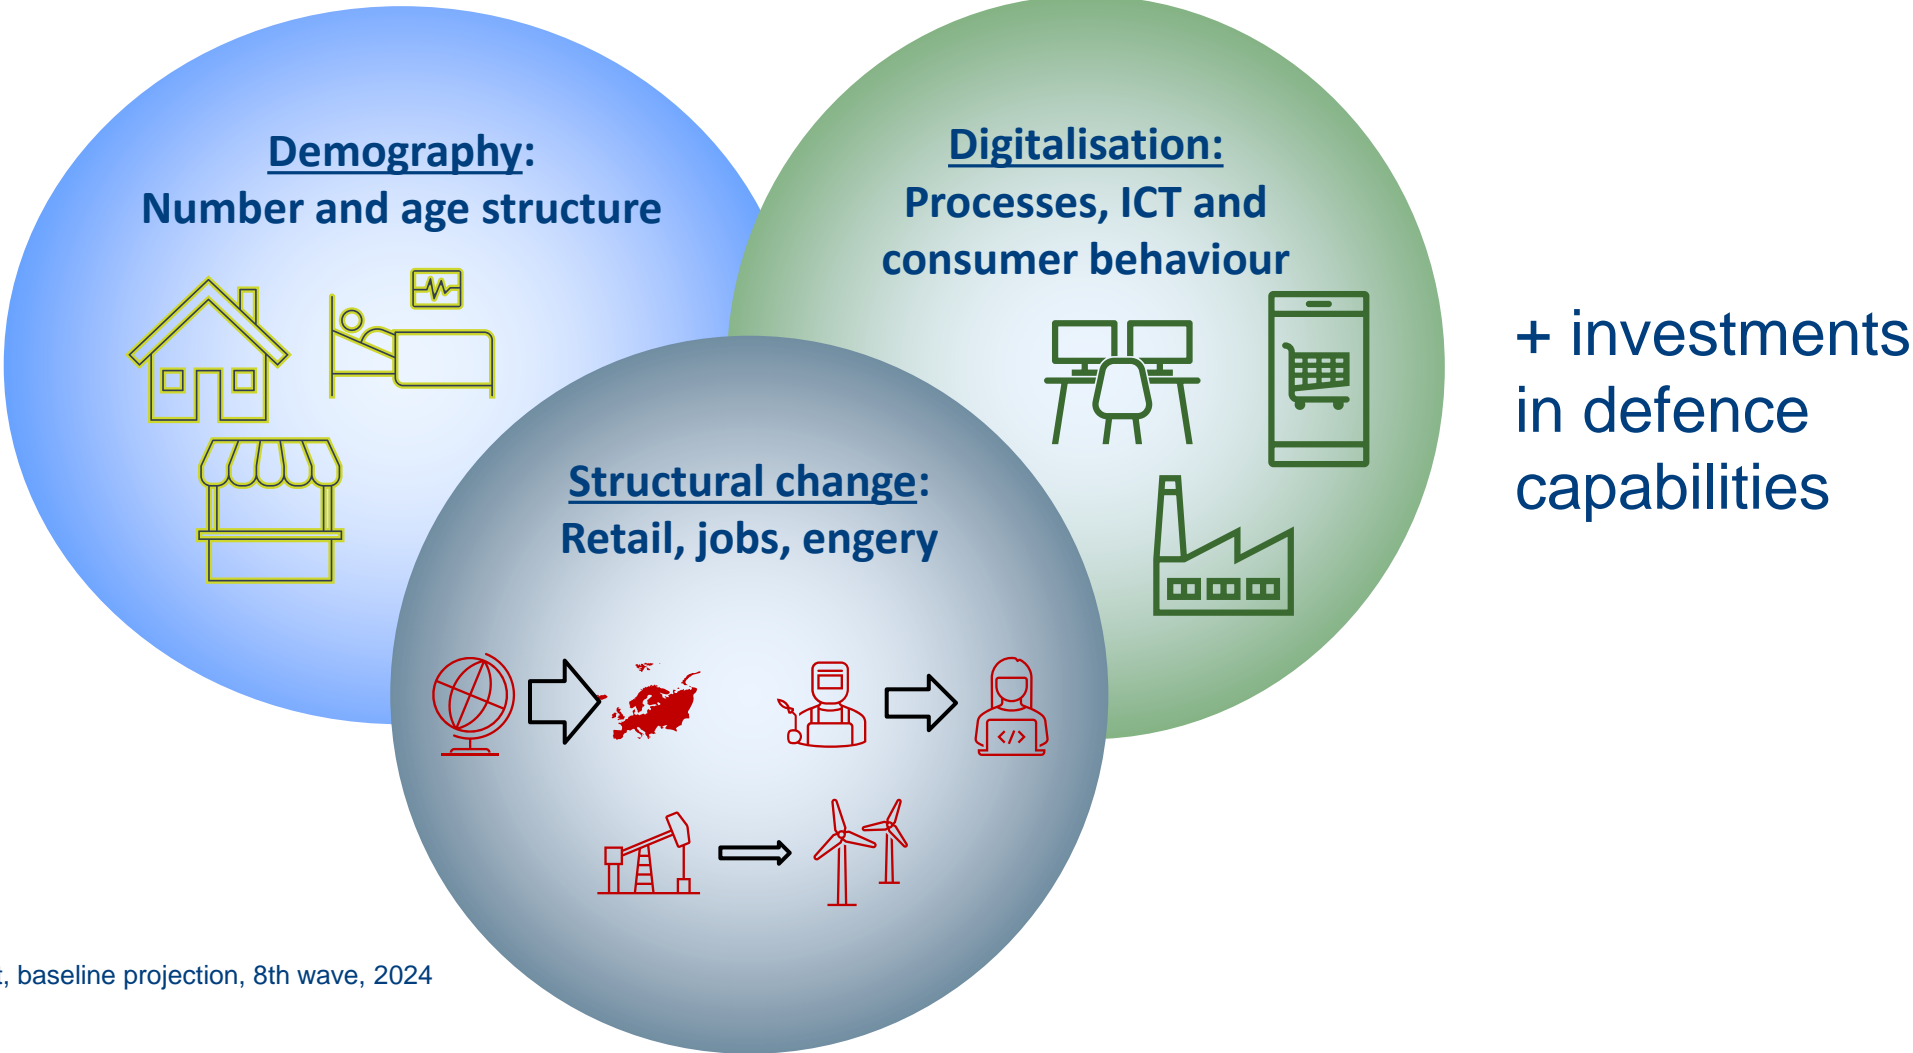 Demography:
Number and age structure
Digitalisation:
Processes, ICT and
consumer behaviour
Structural change:
Retail, jobs, engery
+ investments
in defence
capabilities
, baseline projection, 8th wave, 2024